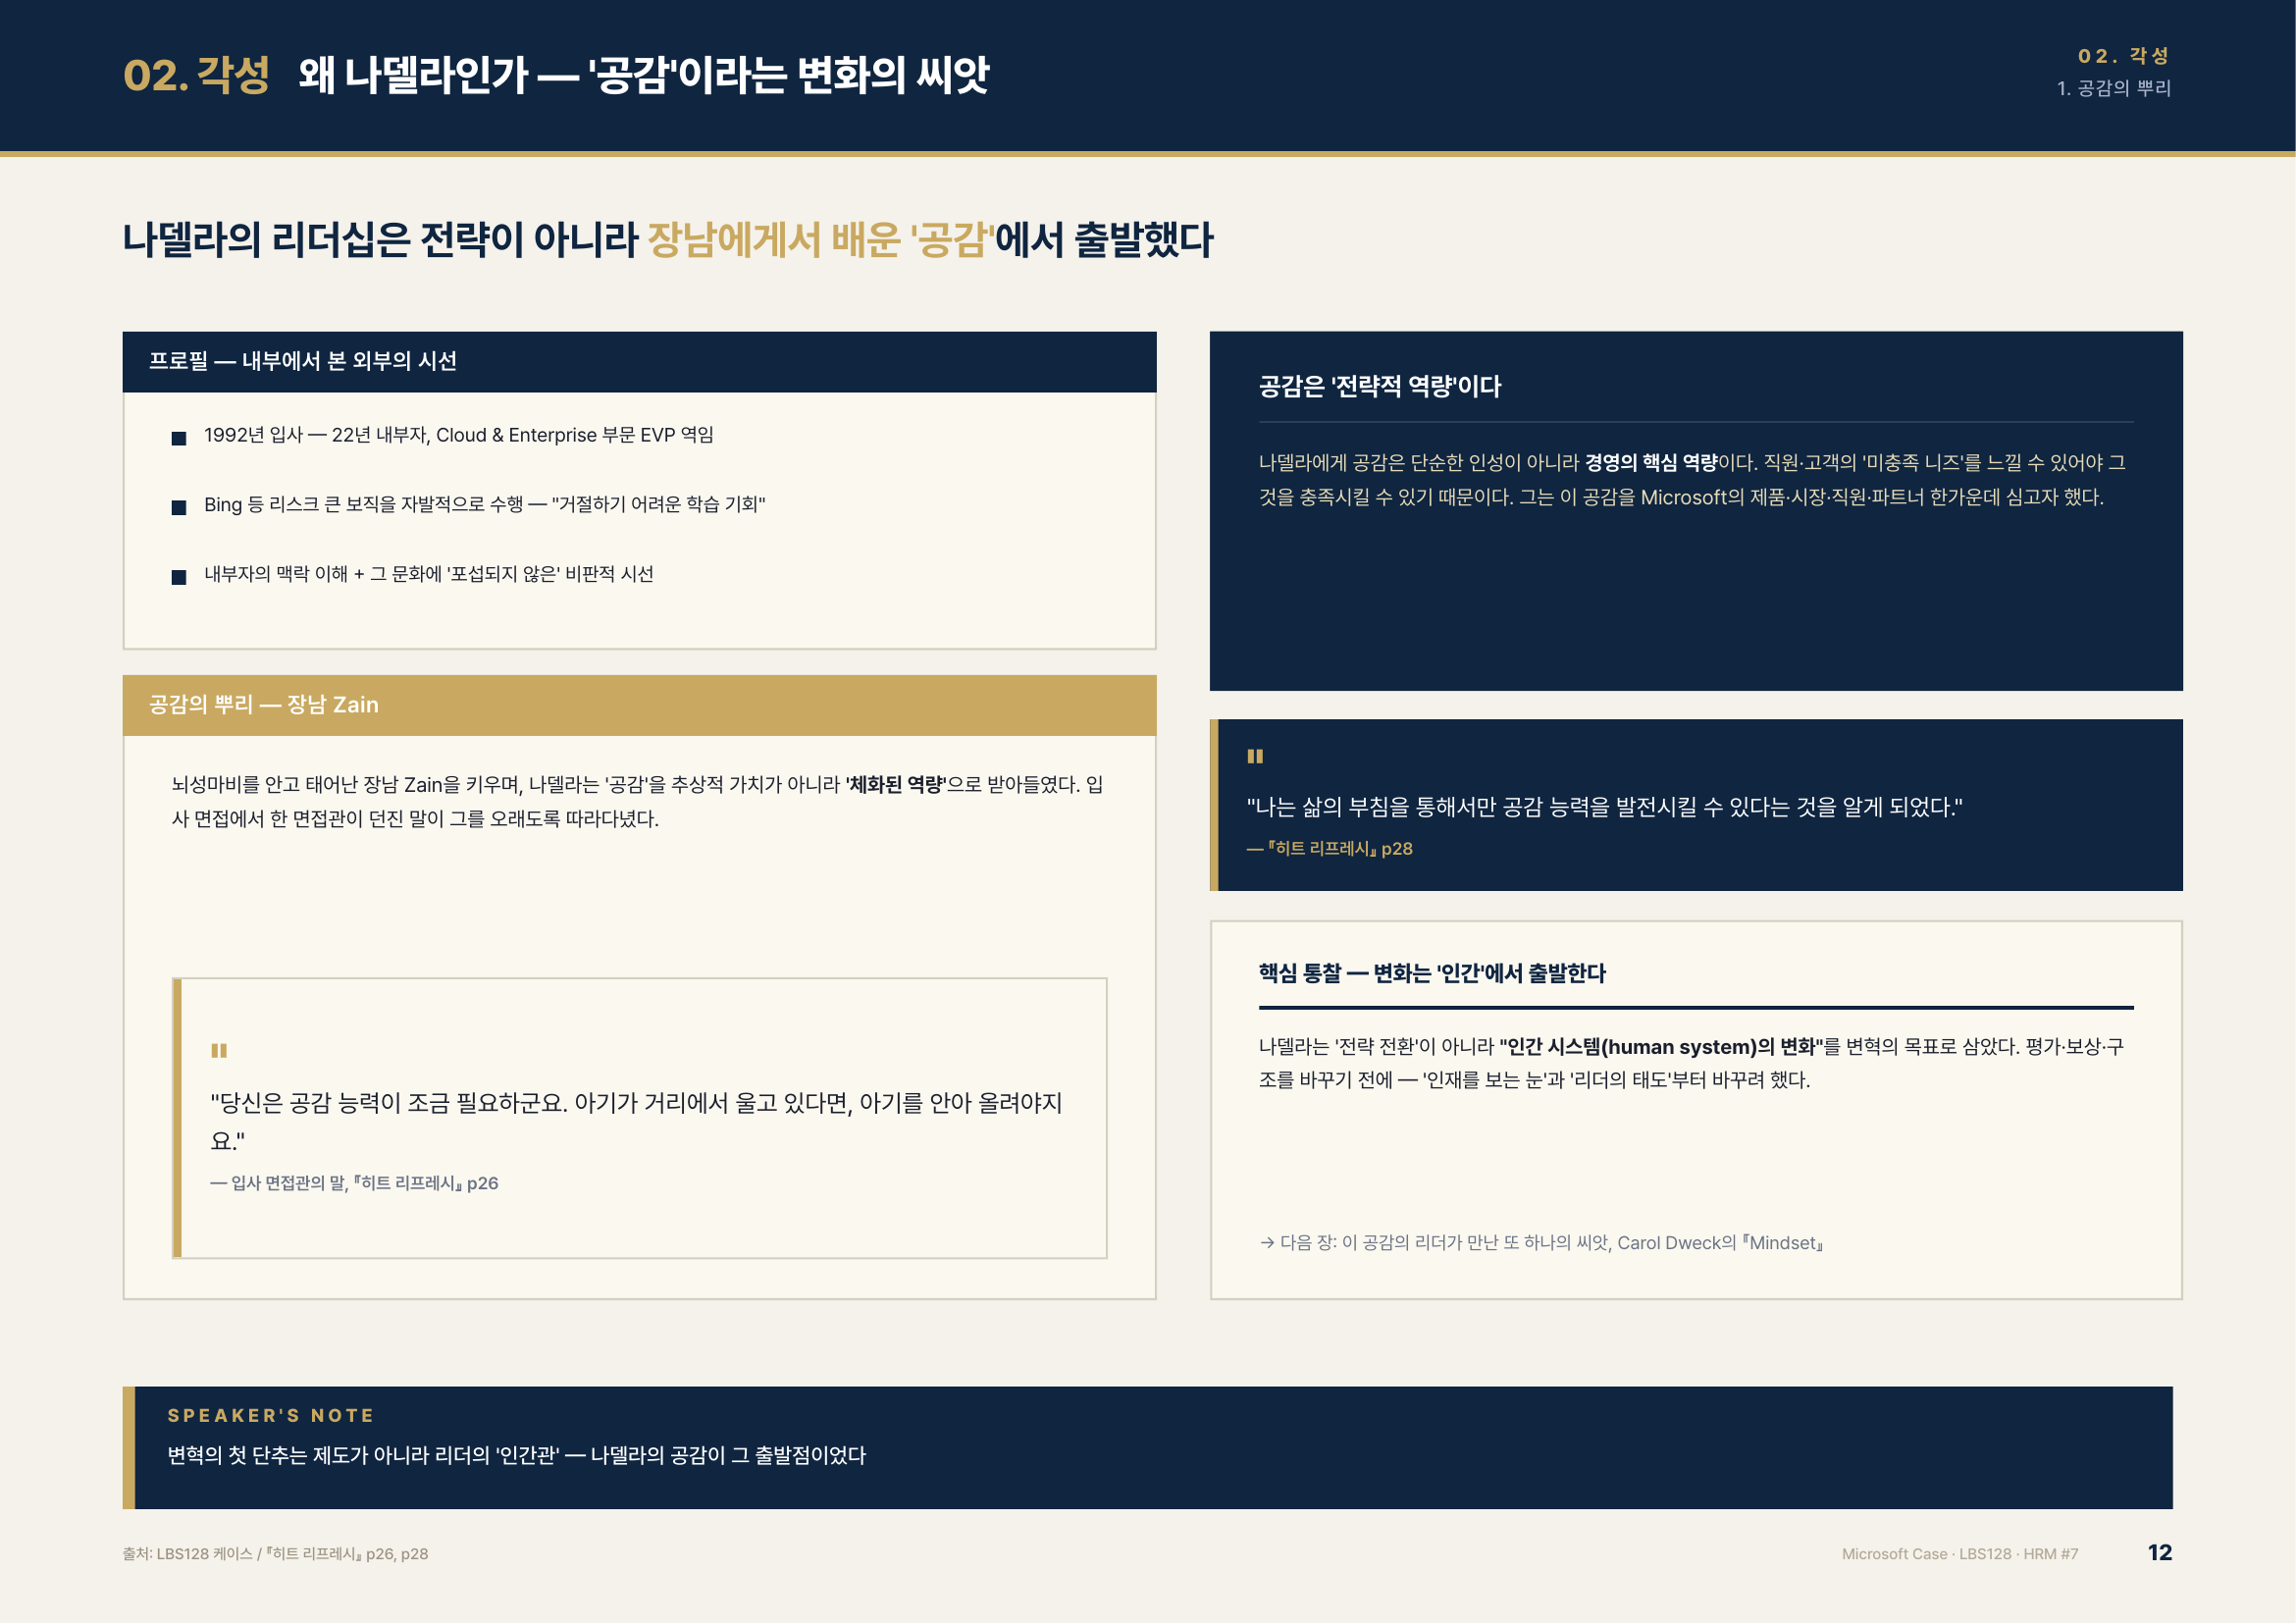 02. 각성 왜 나델라인가 — '공감'이라는 변화의 씨앗
02. 각성
1. 공감의 뿌리
나델라의 리더십은 전략이 아니라 장남에게서 배운 '공감'에서 출발했다
프로필 — 내부에서 본 외부의 시선
■ 1992년 입사 — 22년 내부자, Cloud & Enterprise 부문 EVP 역임
■ Bing 등 리스크 큰 보직을 자발적으로 수행 — "거절하기 어려운 학습 기회"
■ 내부자의 맥락 이해 + 그 문화에 '포섭되지 않은' 비판적 시선
공감의 뿌리 — 장남 Zain
뇌성마비를 안고 태어난 장남 Zain을 키우며, 나델라는 '공감'을 추상적 가치가 아니라 '체화된 역량'으로 받아들였다. 입
사 면접에서 한 면접관이 던진 말이 그를 오래도록 따라다녔다.
"
"당신은 공감 능력이 조금 필요하군요. 아기가 거리에서 울고 있다면, 아기를 안아 올려야지
요."
— 입사 면접관의 말, 『히트 리프레시』 p26
공감은 '전략적 역량'이다
나델라에게 공감은 단순한 인성이 아니라 경영의 핵심 역량이다. 직원·고객의 '미충족 니즈'를 느낄 수 있어야 그
것을 충족시킬 수 있기 때문이다. 그는 이 공감을 Microsoft의 제품·시장·직원·파트너 한가운데 심고자 했다.
"
"나는 삶의 부침을 통해서만 공감 능력을 발전시킬 수 있다는 것을 알게 되었다."
— 『히트 리프레시』 p28
핵심 통찰 — 변화는 '인간'에서 출발한다
나델라는 '전략 전환'이 아니라 "인간 시스템(human system)의 변화"를 변혁의 목표로 삼았다. 평가·보상·구
조를 바꾸기 전에 — '인재를 보는 눈'과 '리더의 태도'부터 바꾸려 했다.
→ 다음 장: 이 공감의 리더가 만난 또 하나의 씨앗, Carol Dweck의 『Mindset』
SPEAKER'S NOTE
변혁의 첫 단추는 제도가 아니라 리더의 '인간관' — 나델라의 공감이 그 출발점이었다
출처: LBS128 케이스 / 『히트 리프레시』 p26, p28
Microsoft Case · LBS128 · HRM #7
12